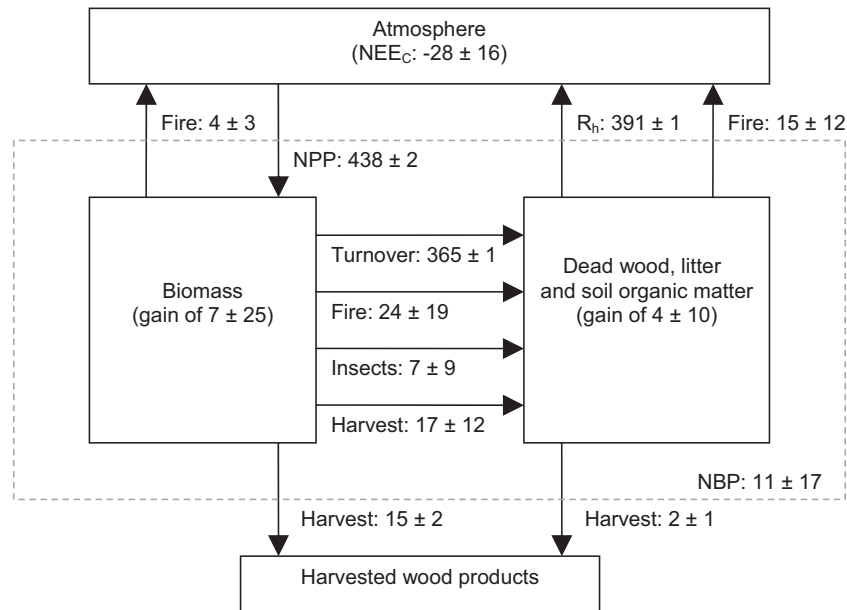 Atmosphere
(NEE_C: -28 ± 16)
Fire: 4 ± 3
R_h: 391 ± 1
Fire: 15 ± 12
NPP: 438 ± 2
Turnover: 365 ± 1
Biomass
(gain of 7 ± 25)
Dead wood, litter
and soil organic matter
(gain of 4 ± 10)
Fire: 24 ± 19
Insects: 7 ± 9
Harvest: 17 ± 12
NBP: 11 ± 17
Harvest: 15 ± 2
Harvest: 2 ± 1
Harvested wood products